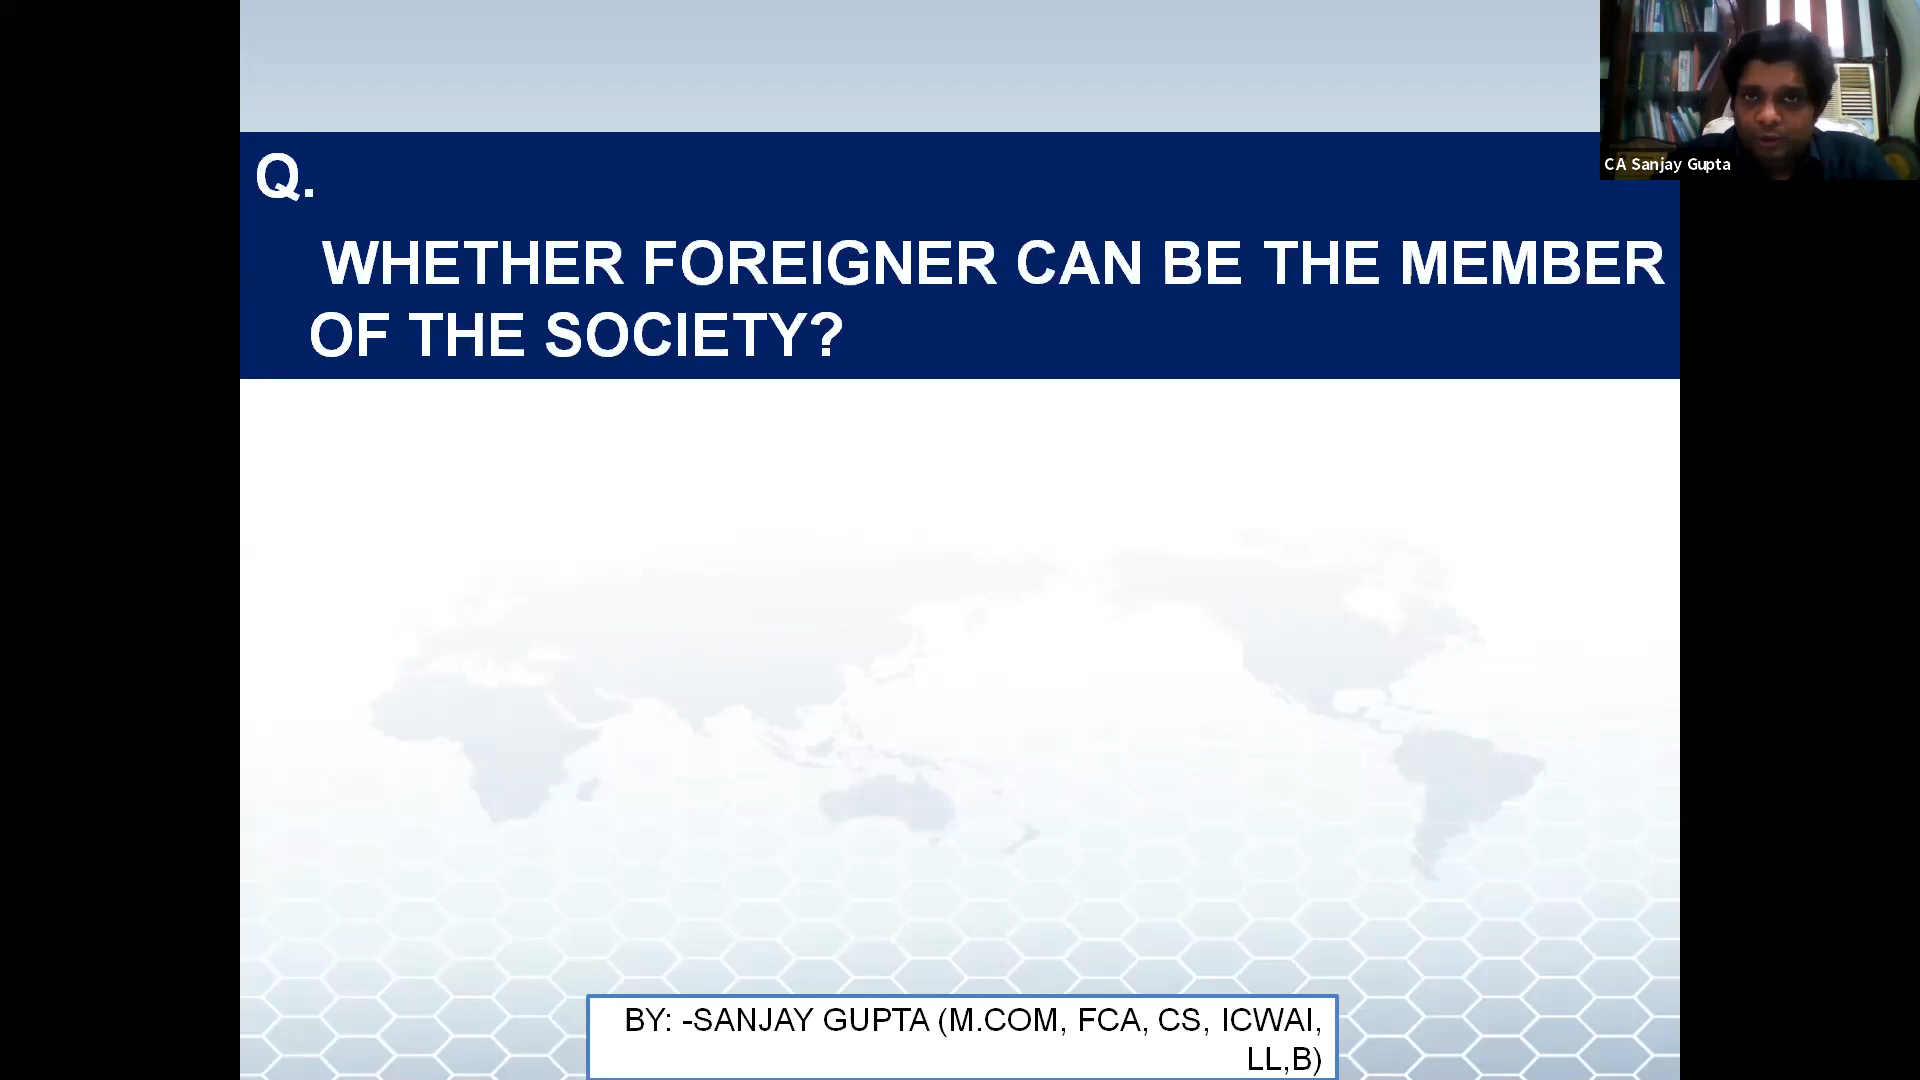 CA Sanjay Gupta
Q.
WHETHER FOREIGNER CAN BE THE MEMBER
OF THE SOCIETY?
BY: -SANJAY GUPTA (M.COM, FCA, CS, ICWAI,
LL,B)